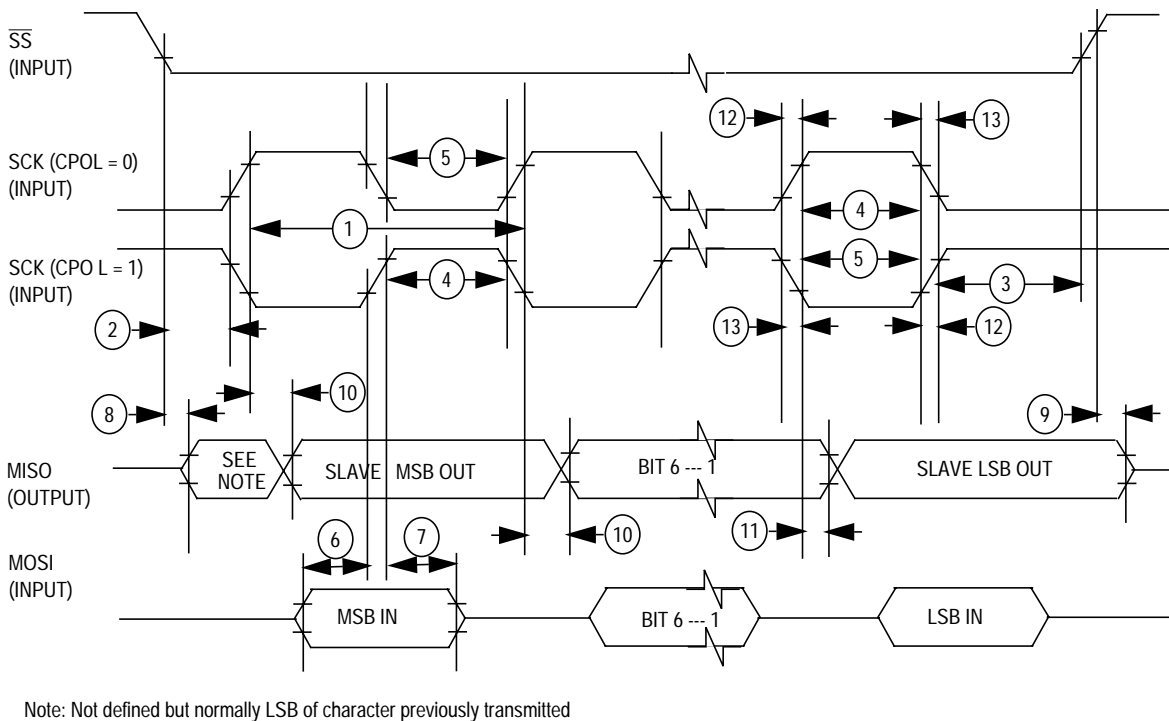 SS
(INPUT)
12
13
SCK (CPOL = 0)
(INPUT)
5
4
1
SCK (CPO L = 1)
(INPUT)
4
5
3
2
13
12
10
8
9
MISO
(OUTPUT)
SEE
NOTE
SLAVE MSB OUT
BIT 6 --- 1
SLAVE LSB OUT
6
7
10
11
MOSI
(INPUT)
MSB IN
BIT 6 --- 1
LSB IN
Note: Not defined but normally LSB of character previously transmitted